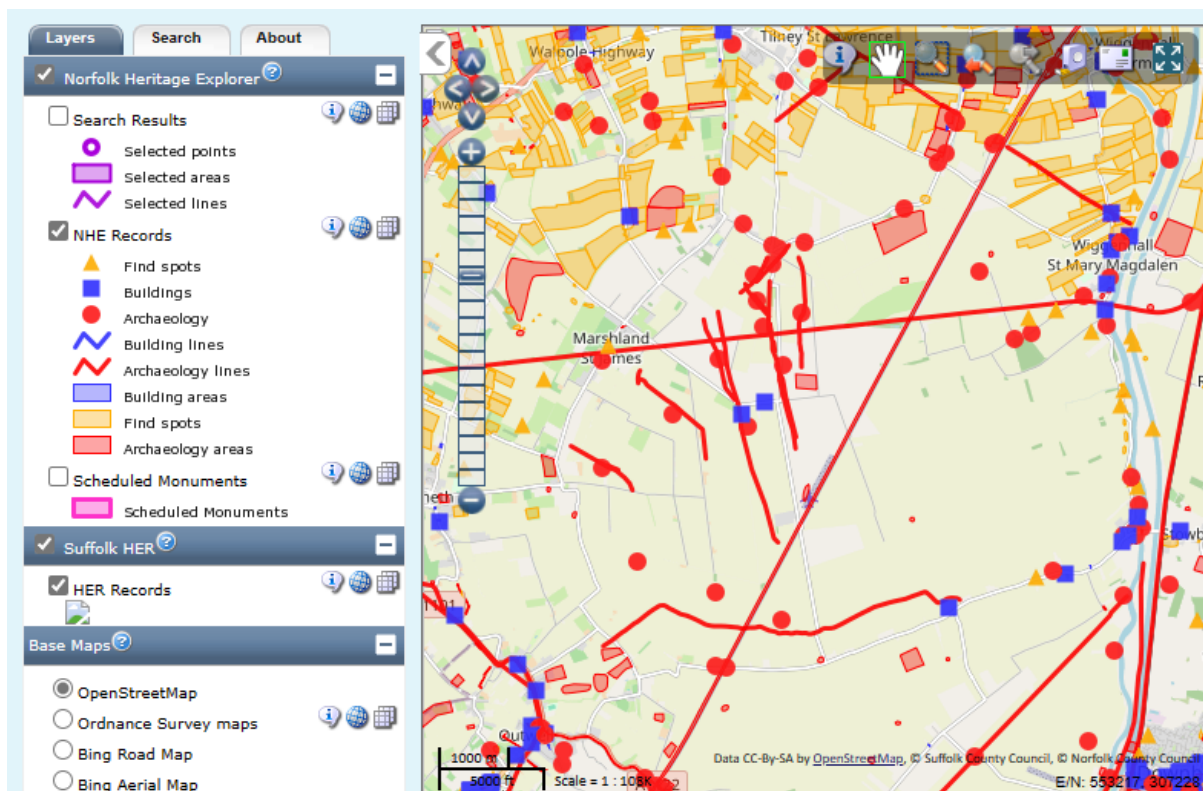 Layers Search About
Norfolk Heritage Explorer
Search Results
Selected points
Selected areas
Selected lines
NHE Records
Find spots
Buildings
Archaeology
Building lines
Archaeology lines
Building areas
Find spots
Archaeology areas
Scheduled Monuments
Scheduled Monuments
Suffolk HER
HER Records
Base Maps
OpenStreetMap
Ordnance Survey maps
Bing Road Map
Bing Aerial Map
Walpole Highway
Tilney St
Wiggenhall
St Mary Magdalen
Marshland
1000 m
5000 ft
Scale = 1 : 108K
Data CC-By-SA by OpenStreetMap, © Suffolk County Council, © Norfolk County Council
E/N: 553217, 307228